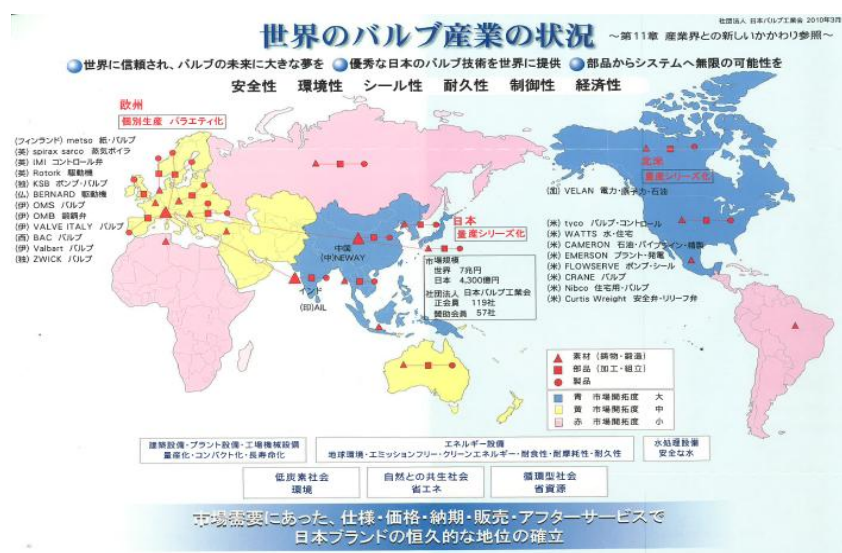 社団法人 日本バルブ工業会 2010年3月
世界のバルブ産業の状況
～第11章 産業界との新しいかかわり参照～
世界に信頼され、バルブの未来に大きな夢を
優秀な日本のバルブ技術を世界に提供
部品からシステムへ無限の可能性を
安全性 環境性 シール性 耐久性 制御性 経済性
欧州
個別生産 バラエティ化
(フィンランド) metso 紙・バルブ
(英) spirax sarco 蒸気ボイラ
(英) IMI コントロール弁
(英) Rotork 駆動機
(独) KSB ポンプ・バルブ
(仏) BERNARD 駆動機
(伊) OMS バルブ
(伊) OMB 鍛鋼弁
(伊) VALVE ITALY バルブ
(西) BAC バルブ
(伊) Valbart バルブ
(独) ZWICK バルブ
中国
(中)NEWAY
インド
(印)AIL
日本
量産シリーズ化
市場規模
世界 7兆円
日本 4,300億円
社団法人 日本バルブ工業会
正会員 119社
賛助会員 57社
北米
量産シリーズ化
(加) VELAN 電力・原子力・石油
(米) tyco バルブ・コントロール
(米) WATTS 水・住宅
(米) CAMERON 石油・パイプライン・精製
(米) EMERSON プラント・発電
(米) FLOWSERVE ポンプ・シール
(米) CRANE バルブ
(米) Nibco 住宅用・バルブ
(米) Curtis Wreight 安全弁・リリーフ弁
素材 (鋳物・鍛造)
部品 (加工・組立)
製品
青 市場開拓度 大
黄 市場開拓度 中
赤 市場開拓度 小
建築設備・プラント設備・工場機械設備
量産化・コンパクト化・長寿命化
エネルギー設備
地球環境・エミッションフリー・クリーンエネルギー・耐食性・耐摩耗性・耐久性
水処理設備
安全な水
低炭素社会
環境
自然との共生社会
省エネ
循環型社会
省資源
市場需要にあった、仕様・価格・納期・販売・アフターサービスで
日本ブランドの恒久的な地位の確立